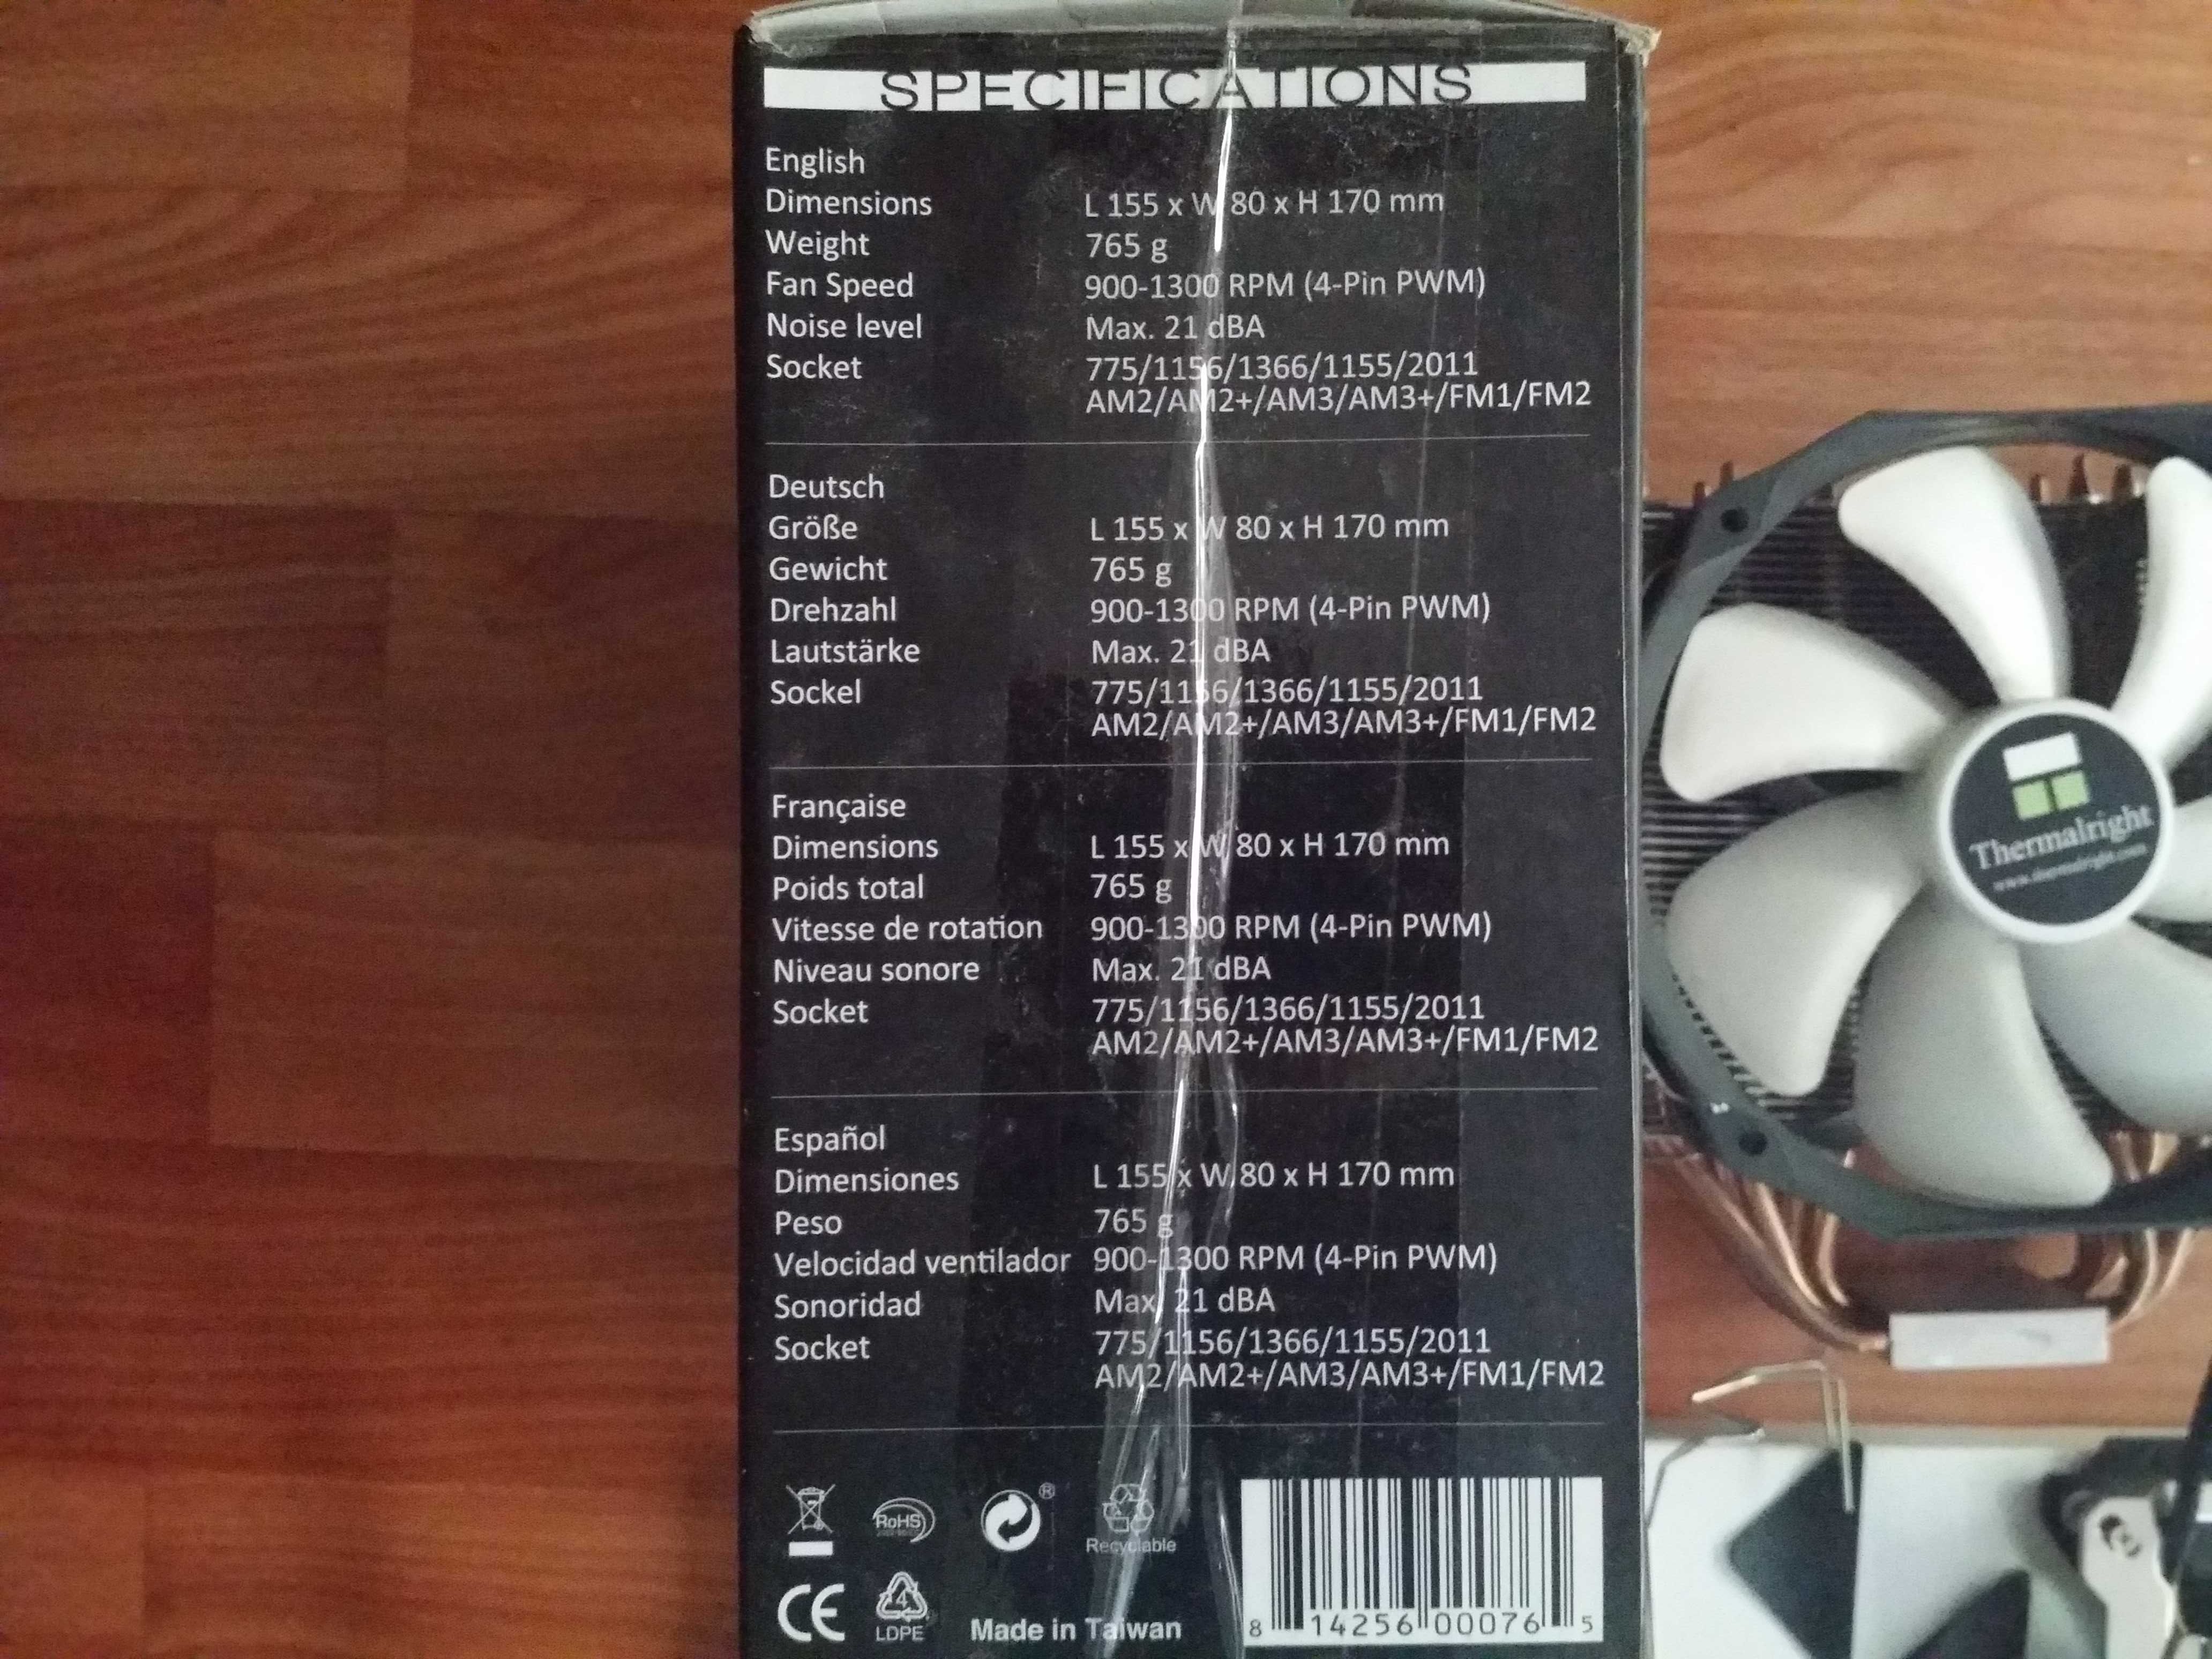 SPECIFICATIONS
English
Dimensions L 155 x W 80 x H 170 mm
Weight 765 g
Fan Speed 900-1300 RPM (4-Pin PWM)
Noise level Max. 21 dBA
Socket 775/1156/1366/1155/2011
AM2/AM2+/AM3/AM3+/FM1/FM2
Deutsch
Größe L 155 x W 80 x H 170 mm
Gewicht 765 g
Drehzahl 900-1300 RPM (4-Pin PWM)
Lautstärke Max. 21 dBA
Sockel 775/1156/1366/1155/2011
AM2/AM2+/AM3/AM3+/FM1/FM2
Française
Dimensions L 155 x W 80 x H 170 mm
Poids total 765 g
Vitesse de rotation 900-1300 RPM (4-Pin PWM)
Niveau sonore Max. 21 dBA
Socket 775/1156/1366/1155/2011
AM2/AM2+/AM3/AM3+/FM1/FM2
Español
Dimensiones L 155 x W 80 x H 170 mm
Peso 765 g
Velocidad ventilador 900-1300 RPM (4-Pin PWM)
Sonoridad Max. 21 dBA
Socket 775/1156/1366/1155/2011
AM2/AM2+/AM3/AM3+/FM1/FM2
RoHS
®
Recyclable
CE
4
LDPE
Made in Taiwan
8 14256 00076 5
Thermalright
www.thermalright.com